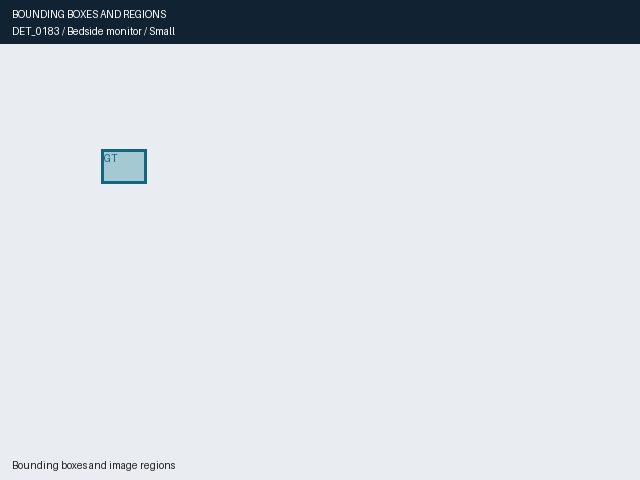 BOUNDING BOXES AND REGIONS
DET_0183 / Bedside monitor / Small
GT
Bounding boxes and image regions